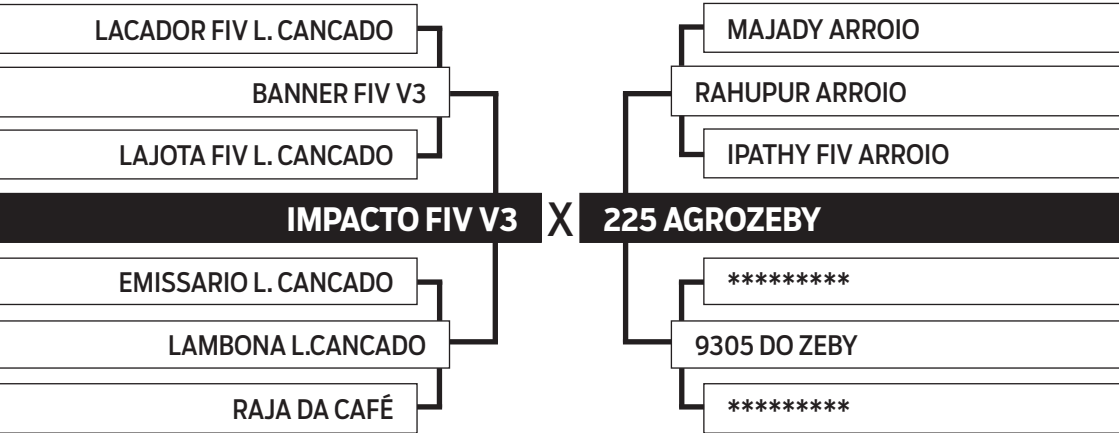 LACADOR FIV L. CANCADO
BANNER FIV V3
LAJOTA FIV L. CANCADO
IMPACTO FIV V3 X 225 AGROZEBY
EMISSARIO L. CANCADO
LAMBONA L.CANCADO
RAJA DA CAFÉ
MAJADY ARROIO
RAHUPUR ARROIO
IPATHY FIV ARROIO
*********
9305 DO ZEBY
*********